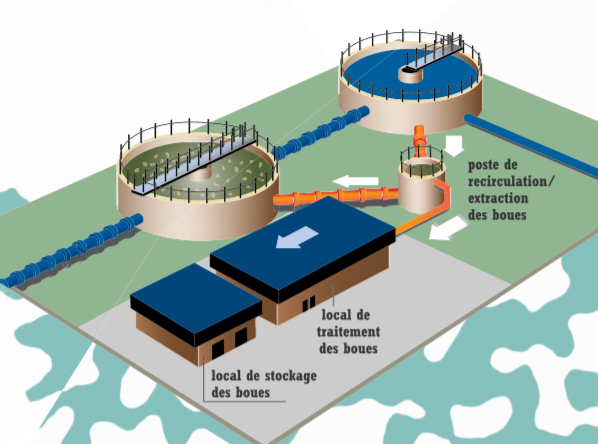 poste de
recirculation/
extraction
des boues
local de
traitement
des boues
local de stockage
des boues